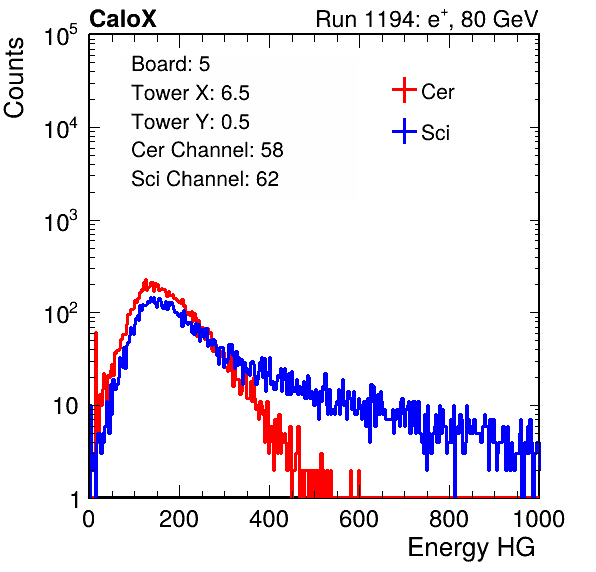 CaloX Run 1194: e⁺, 80 GeV
Counts
10⁵
10⁴
10³
10²
10
1
Board: 5
Tower X: 6.5
Tower Y: 0.5
Cer Channel: 58
Sci Channel: 62
Cer
Sci
0 200 400 600 800 1000
Energy HG